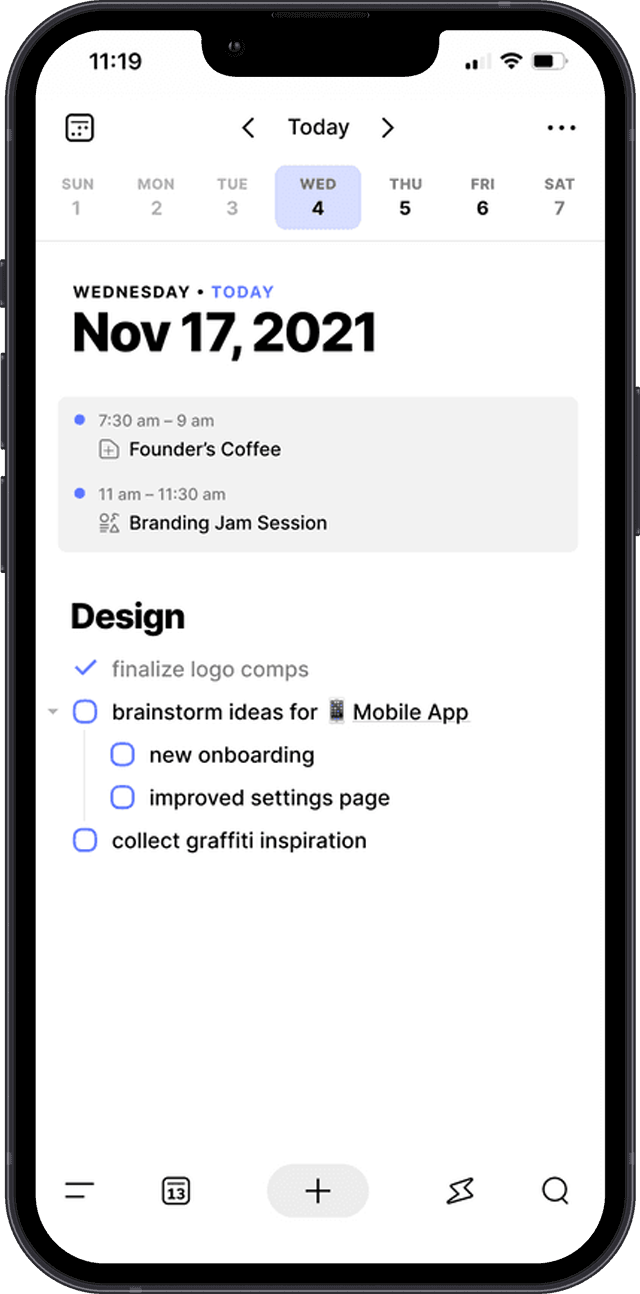 11:19
Today
SUN MON TUE WED THU FRI SAT
1 2 3 4 5 6 7
WEDNESDAY • TODAY
Nov 17, 2021
7:30 am – 9 am
Founder’s Coffee
11 am – 11:30 am
Branding Jam Session
Design
finalize logo comps
brainstorm ideas for 📱 Mobile App
new onboarding
improved settings page
collect graffiti inspiration
13